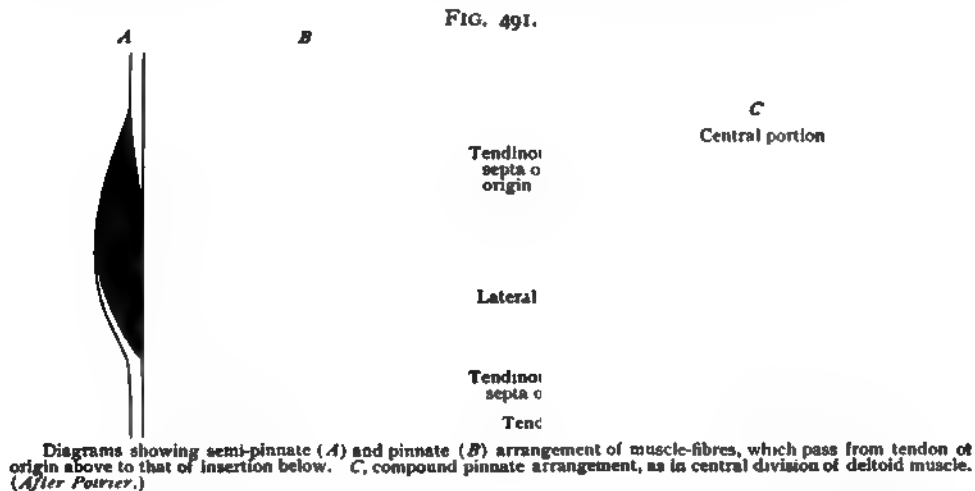 FIG. 491.
A
B
C
Central portion
Tendinou
septa o
origin
Lateral
Tendinou
septa o
Tend
Diagrams showing semi-pinnate (A) and pinnate (B) arrangement of muscle-fibres, which pass from tendon of
origin above to that of insertion below. C, compound pinnate arrangement, as in central division of deltoid muscle.
(After Poirier.)